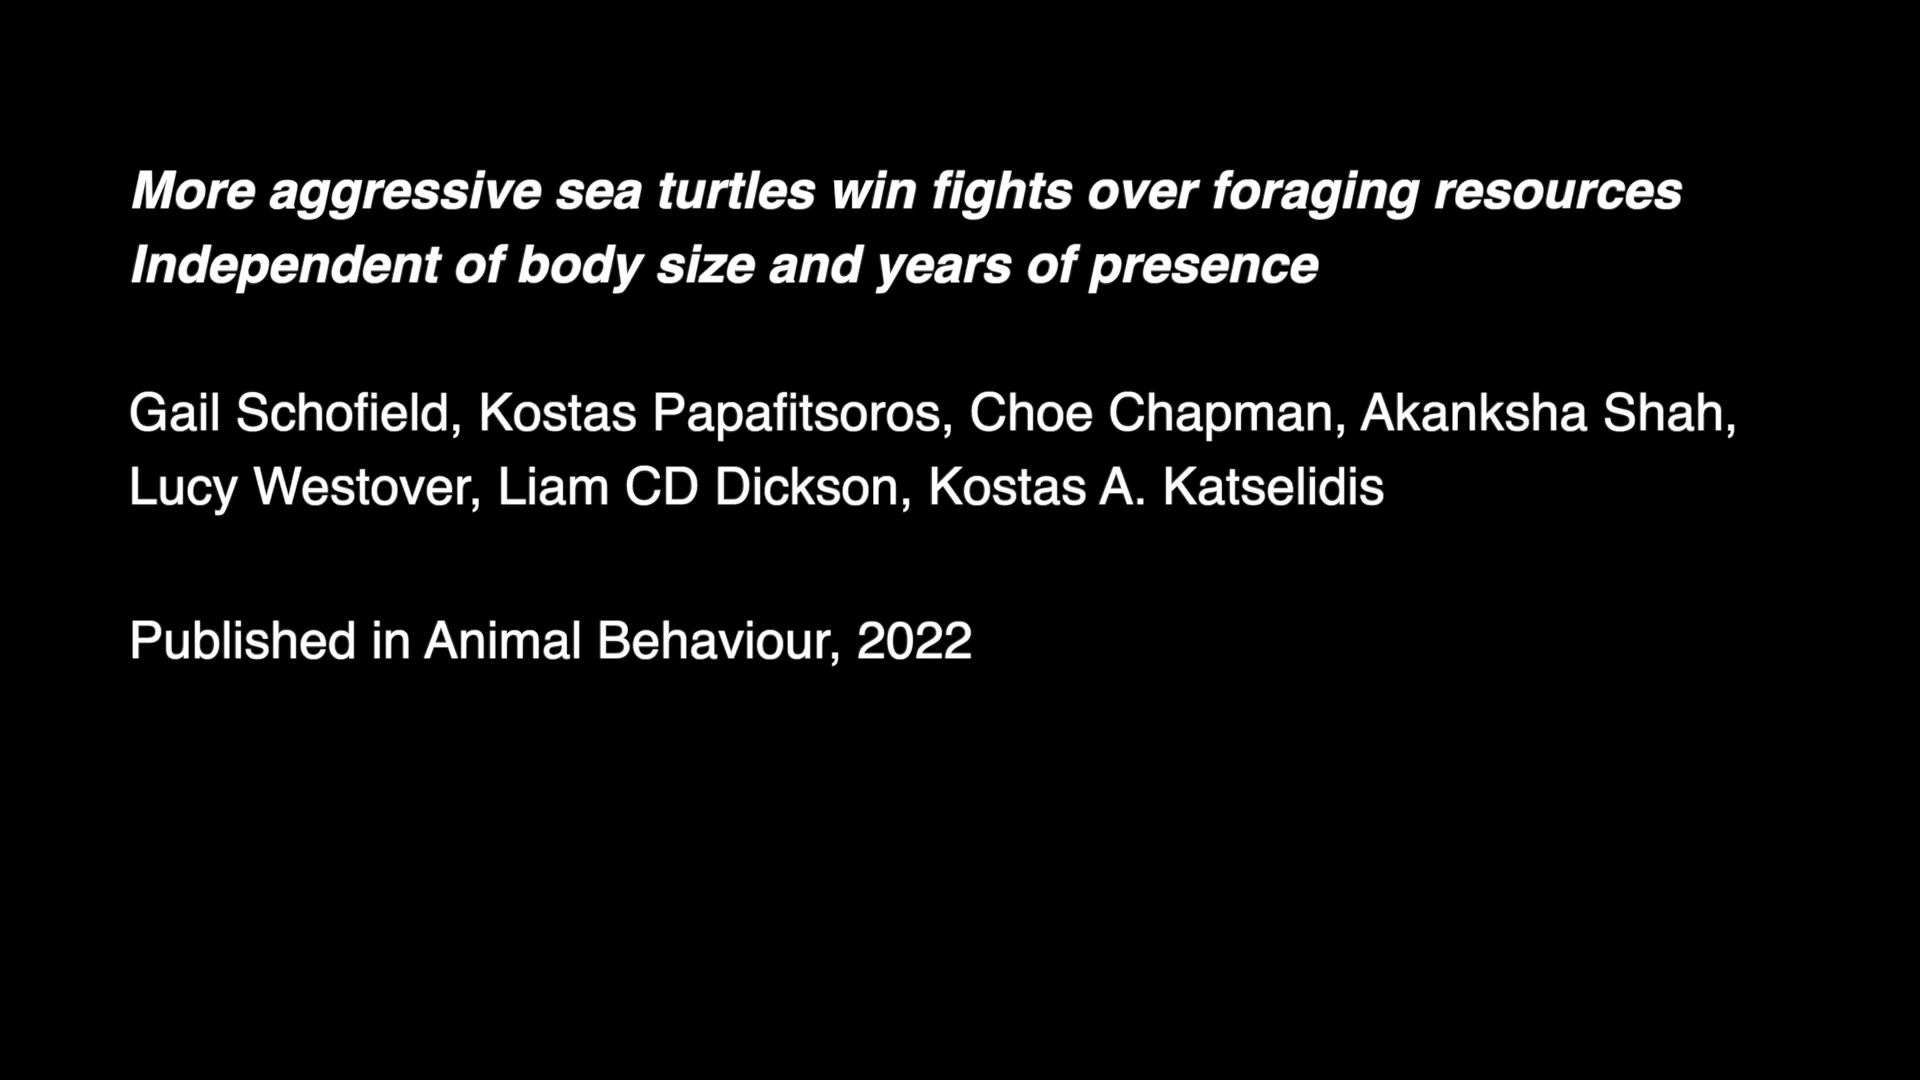 More aggressive sea turtles win fights over foraging resources
Independent of body size and years of presence
Gail Schofield, Kostas Papafitsoros, Choe Chapman, Akanksha Shah,
Lucy Westover, Liam CD Dickson, Kostas A. Katselidis
Published in Animal Behaviour, 2022